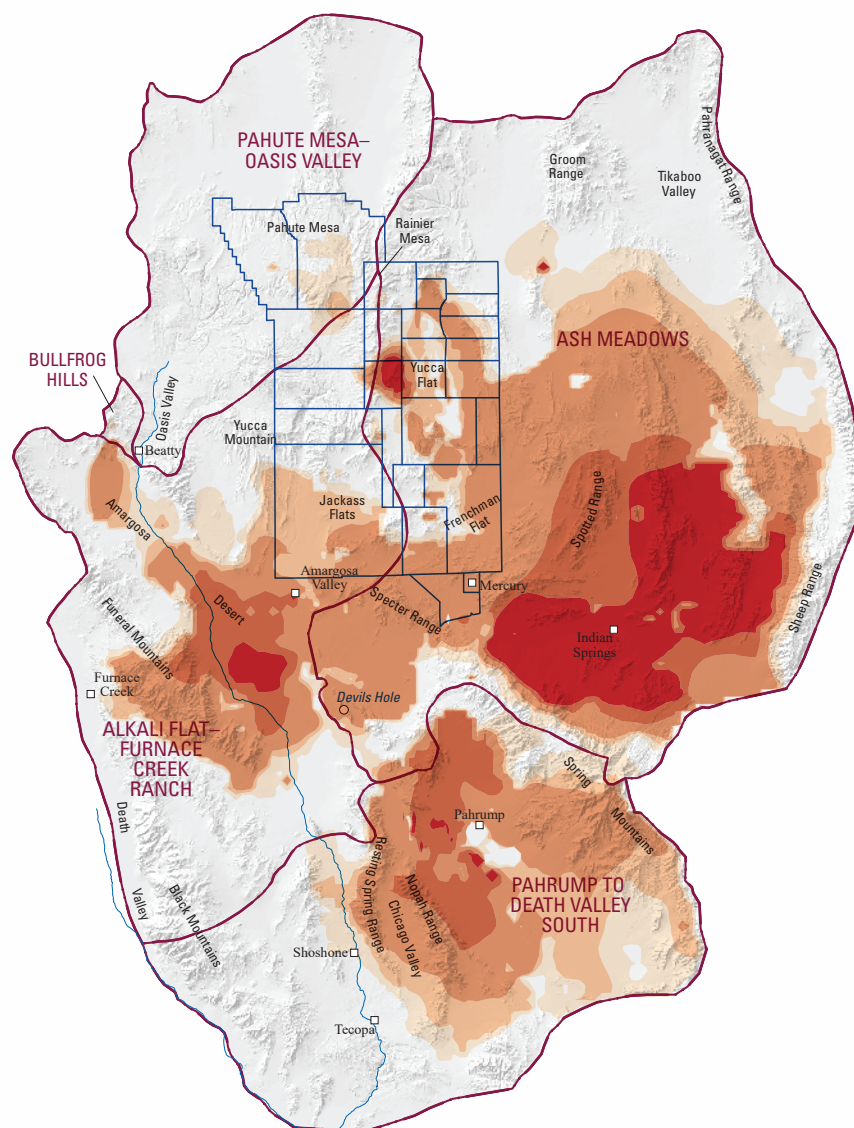 PAHUTE MESA–
OASIS VALLEY
Groom
Range
Tikaboo
Valley
Pahranagat Range
Pahute Mesa
Rainier
Mesa
ASH MEADOWS
BULLFROG
HILLS
Oasis Valley
Yucca
Flat
Beatty
Yucca
Mountain
Amargosa
Jackass
Flats
Frenchman
Flat
Spotted Range
Amargosa
Valley
Mercury
Desert
Specter Range
Sheep Range
Funeral Mountains
Indian
Springs
Furnace
Creek
Devils Hole
ALKALI FLAT–
FURNACE
CREEK
RANCH
Spring
Mountains
Death
Valley
Pahrump
Resting Spring Range
Nopah Range
Chicago Valley
PAHRUMP TO
DEATH VALLEY
SOUTH
Black Mountains
Shoshone
Tecopa